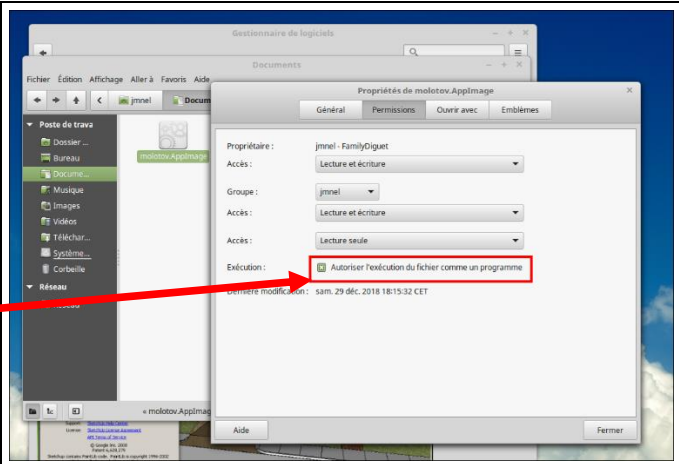 Gestionnaire de logiciels
Documents
Fichier Édition Affichage Aller à Favoris Aide
jmnel Docum
Poste de trava
Dossier ...
Bureau
Docume...
Musique
Images
Vidéos
Téléchar...
Système...
Corbeille
Réseau
molotov.AppImage
« molotov.AppImag
Propriétés de molotov.AppImage
Général Permissions Ouvrir avec Emblèmes
Propriétaire : jmnel - FamilyDiguet
Accès : Lecture et écriture
Groupe : jmnel
Accès : Lecture et écriture
Accès : Lecture seule
Exécution : Autoriser l'exécution du fichier comme un programme
Dernière modification : sam. 29 déc. 2018 18:15:32 CET
Aide Fermer
Support
License